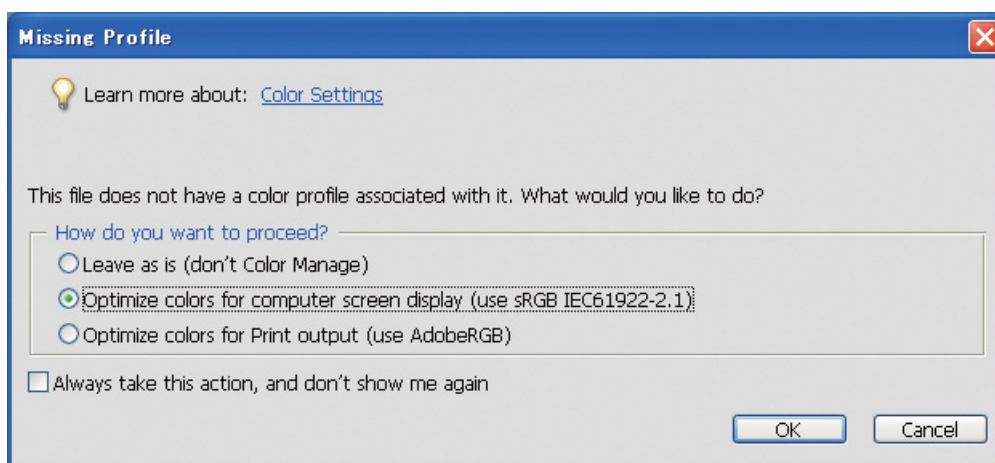 Missing Profile
Learn more about: Color Settings
This file does not have a color profile associated with it. What would you like to do?
How do you want to proceed?
Leave as is (don't Color Manage)
Optimize colors for computer screen display (use sRGB IEC61922-2.1)
Optimize colors for Print output (use AdobeRGB)
Always take this action, and don't show me again
OK Cancel